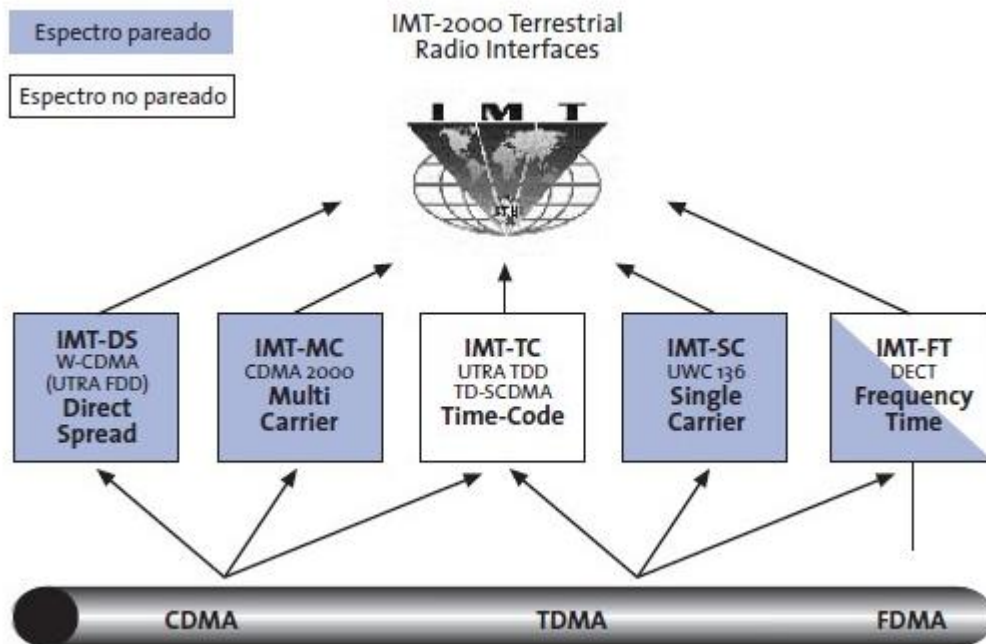 Espectro pareado
Espectro no pareado
IMT-2000 Terrestrial
Radio Interfaces
I M T
ITU
IMT-DS
W-CDMA
(UTRA FDD)
Direct
Spread
IMT-MC
CDMA 2000
Multi
Carrier
IMT-TC
UTRA TDD
TD-SCDMA
Time-Code
IMT-SC
UWC 136
Single
Carrier
IMT-FT
DECT
Frequency
Time
CDMA
TDMA
FDMA